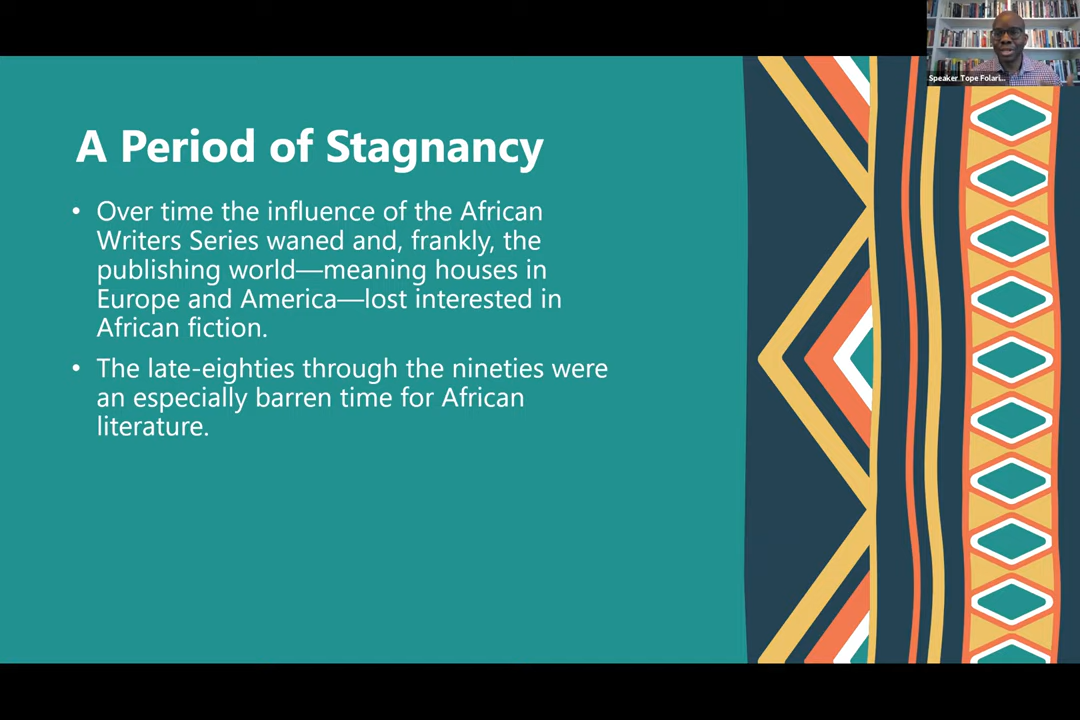 Speaker Tope Folari...
A Period of Stagnancy
• Over time the influence of the African
Writers Series waned and, frankly, the
publishing world—meaning houses in
Europe and America—lost interested in
African fiction.
• The late-eighties through the nineties were
an especially barren time for African
literature.